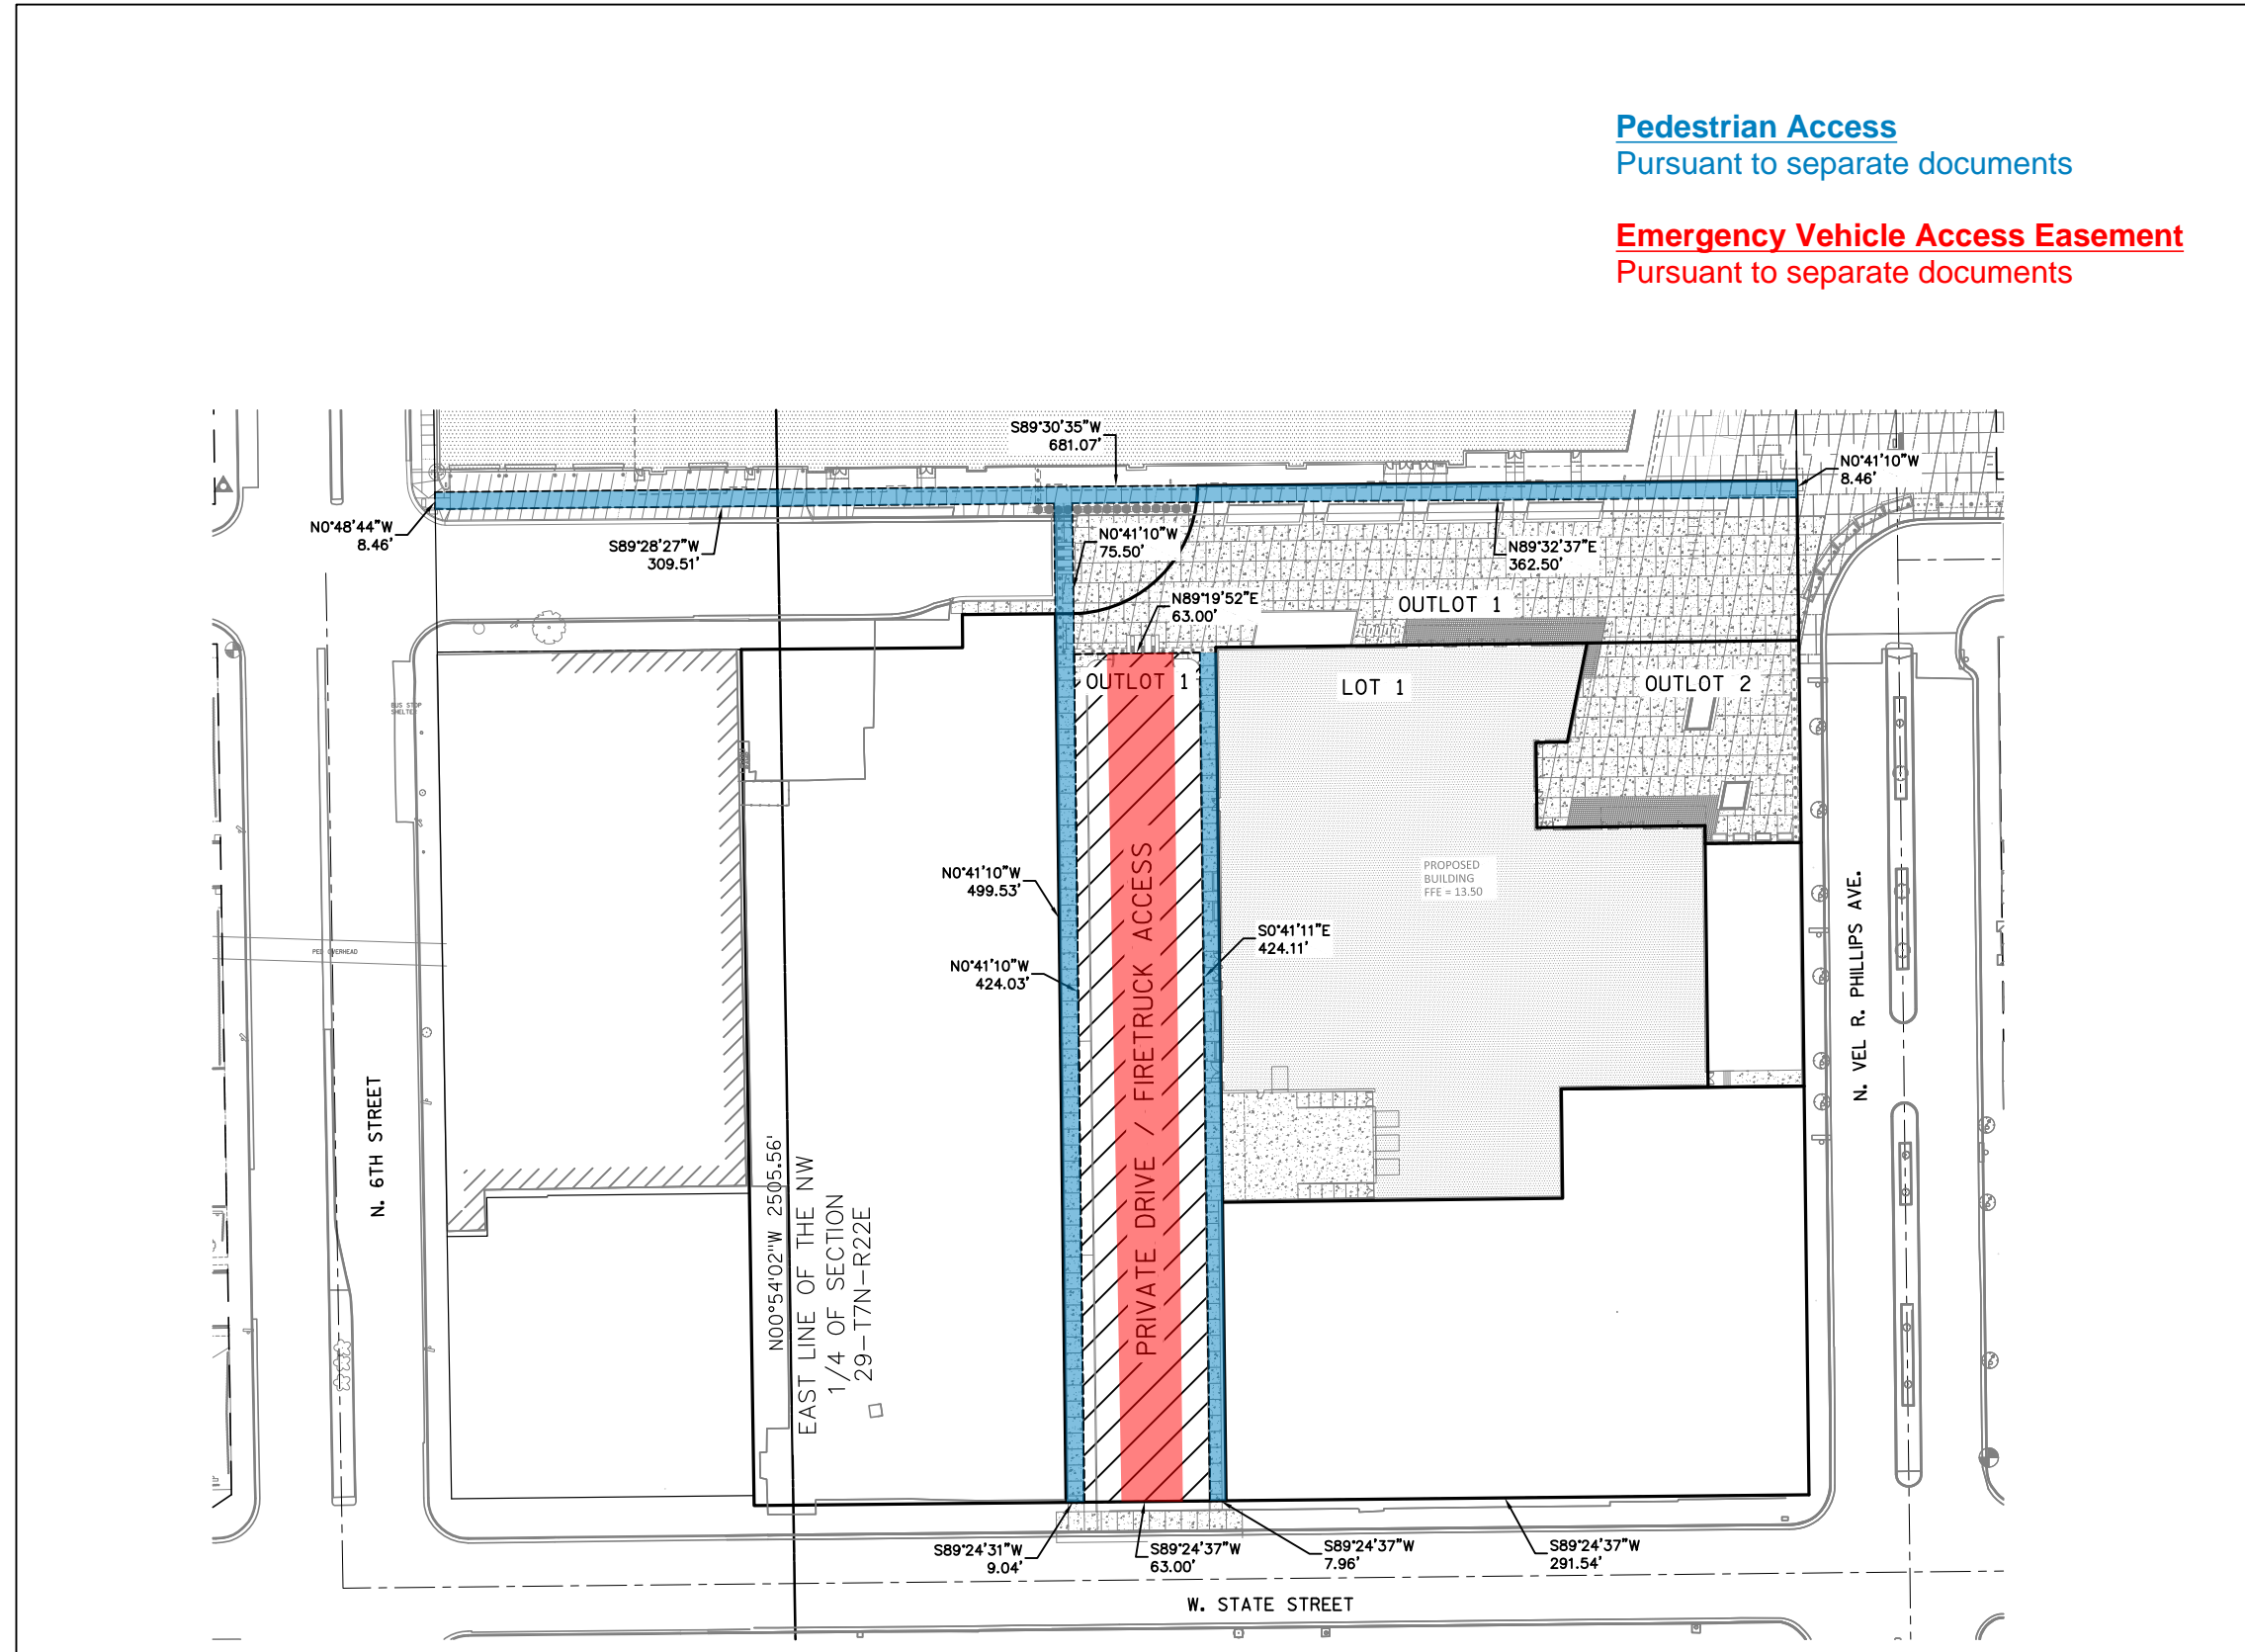 Pedestrian Access
Pursuant to separate documents
Emergency Vehicle Access Easement
Pursuant to separate documents
S89°30'35"W
681.07'
N0°41'10"W
8.46'
N0°48'44"W
8.46'
S89°28'27"W
309.51'
N0°41'10"W
75.50'
N89°32'37"E
362.50'
N89°19'52"E
63.00'
OUTLOT 1
OUTLOT 1
LOT 1
OUTLOT 2
BUS STOP
SHELTER
PROPOSED
BUILDING
FFE = 13.50
N0°41'10"W
499.53'
S0°41'11"E
424.11'
PED OVERHEAD
N0°41'10"W
424.03'
PRIVATE DRIVE / FIRETRUCK ACCESS
N. 6TH STREET
N. VEL R. PHILLIPS AVE.
N00°54'02"W 2505.56'
EAST LINE OF THE NW
1/4 OF SECTION
29-T7N-R22E
S89°24'31"W
9.04'
S89°24'37"W
63.00'
S89°24'37"W
7.96'
S89°24'37"W
291.54'
W. STATE STREET